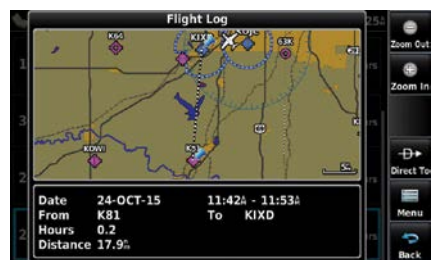 Flight Log
K64
KIXD
KOJC
63K
KOWI
K81
Date 24-OCT-15 11:42A - 11:53A
From K81 To KIXD
Hours 0.2
Distance 17.9
Zoom Out
Zoom In
Direct To
Menu
Back